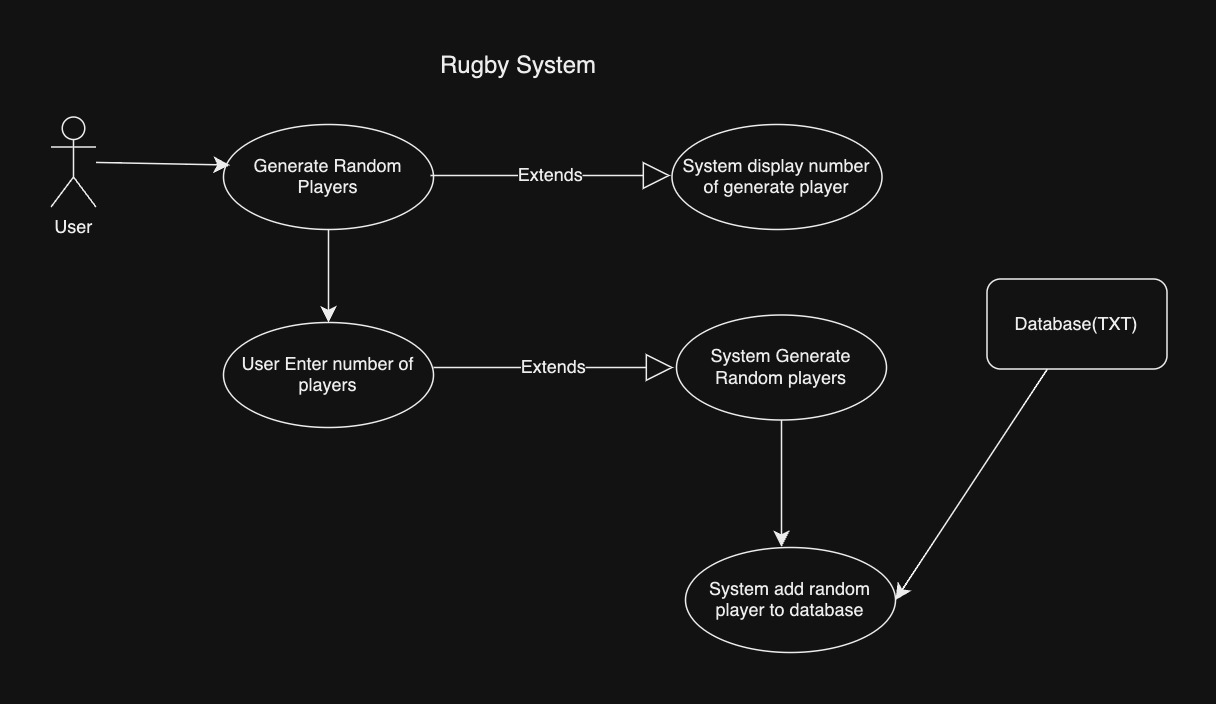 Rugby System
Generate Random
Players
Extends
System display number
of generate player
User
User Enter number of
players
Extends
System Generate
Random players
Database(TXT)
System add random
player to database